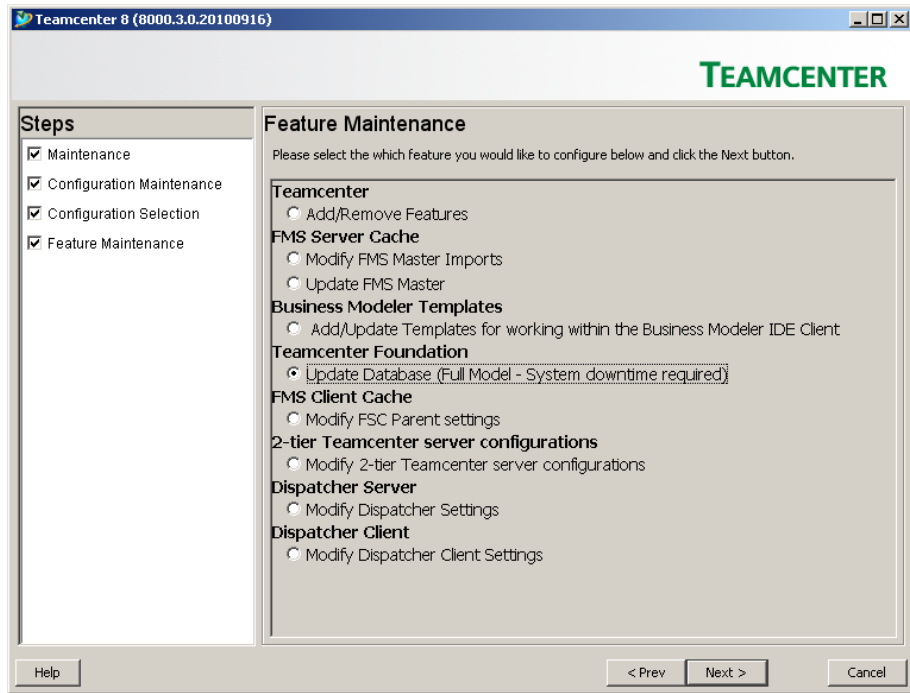 Teamcenter 8 (8000.3.0.20100916)
TEAMCENTER
Steps
Maintenance
Configuration Maintenance
Configuration Selection
Feature Maintenance
Feature Maintenance
Please select the which feature you would like to configure below and click the Next button.
Teamcenter
Add/Remove Features
FMS Server Cache
Modify FMS Master Imports
Update FMS Master
Business Modeler Templates
Add/Update Templates for working within the Business Modeler IDE Client
Teamcenter Foundation
Update Database (Full Model - System downtime required)
FMS Client Cache
Modify FSC Parent settings
2-tier Teamcenter server configurations
Modify 2-tier Teamcenter server configurations
Dispatcher Server
Modify Dispatcher Settings
Dispatcher Client
Modify Dispatcher Client Settings
Help
< Prev
Next >
Cancel